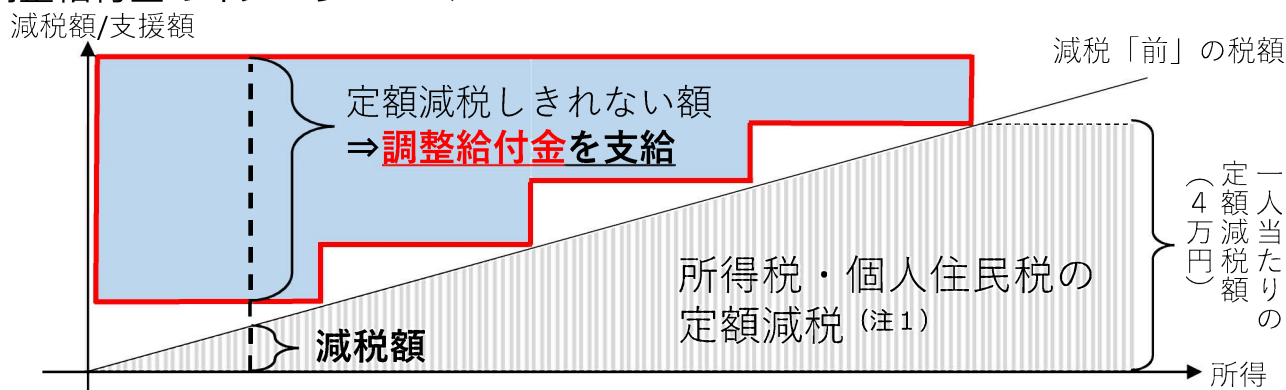 減税額/支援額
減税「前」の税額
定額減税しきれない額
⇒調整給付金を支給
一人当たりの
定額減税額
(4万円)
所得税・個人住民税の
定額減税(注1)
減税額
所得